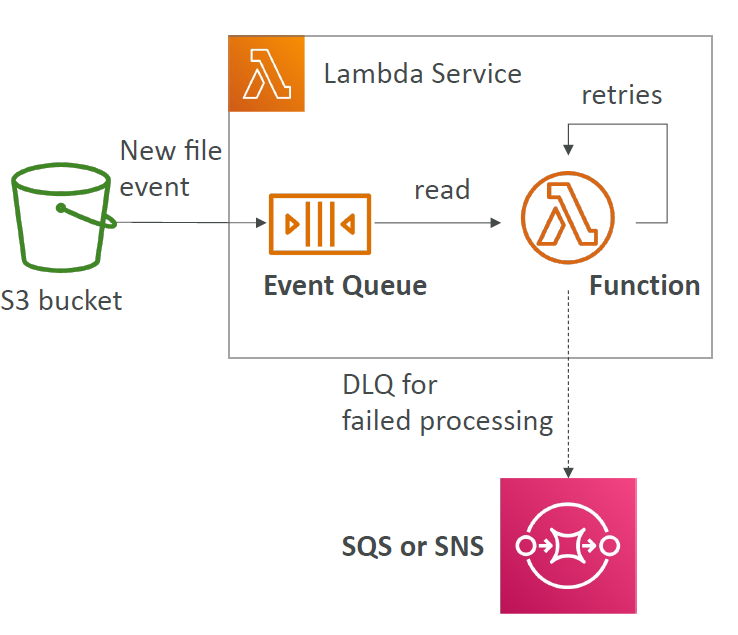 Lambda Service
retries
New file
event
read
Event Queue
Function
S3 bucket
DLQ for
failed processing
SQS or SNS